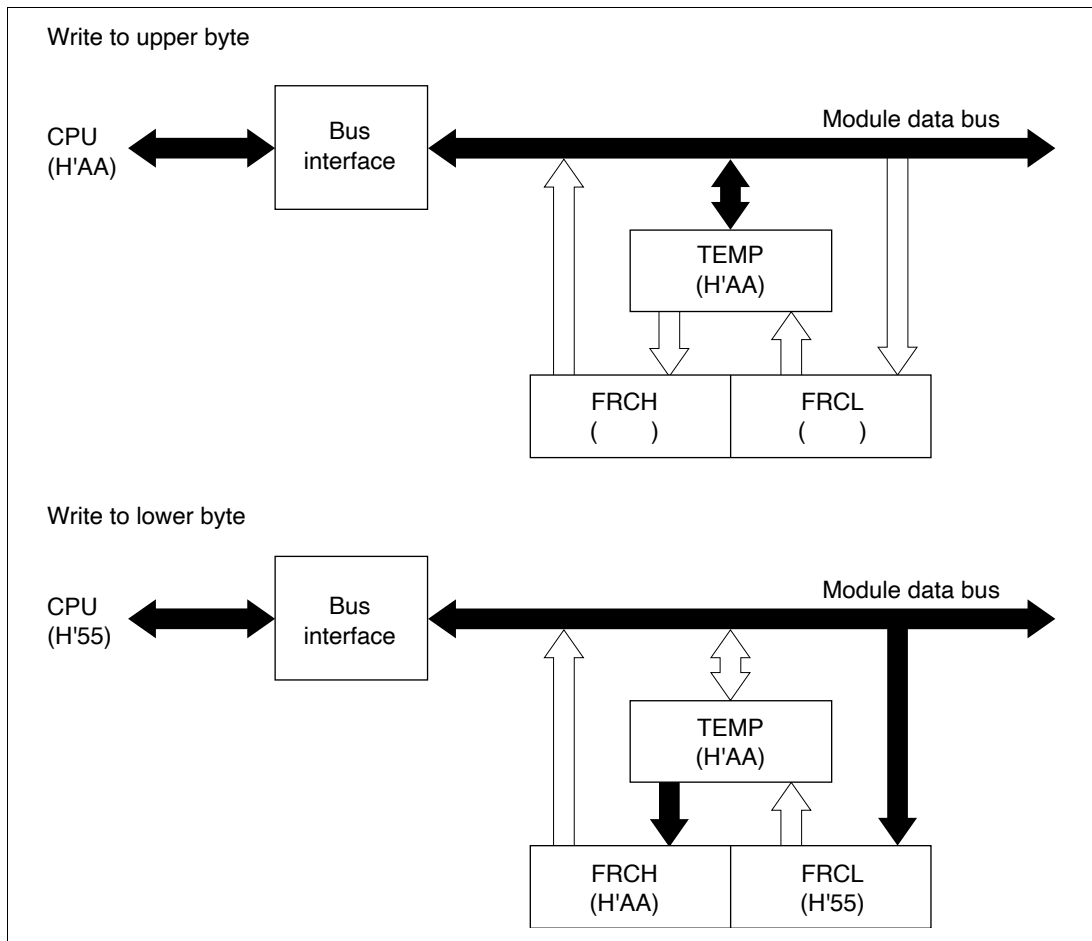 Write to upper byte
CPU
(H'AA)
Bus
interface
Module data bus
TEMP
(H'AA)
FRCH
(      )
FRCL
(      )
Write to lower byte
CPU
(H'55)
Bus
interface
Module data bus
TEMP
(H'AA)
FRCH
(H'AA)
FRCL
(H'55)